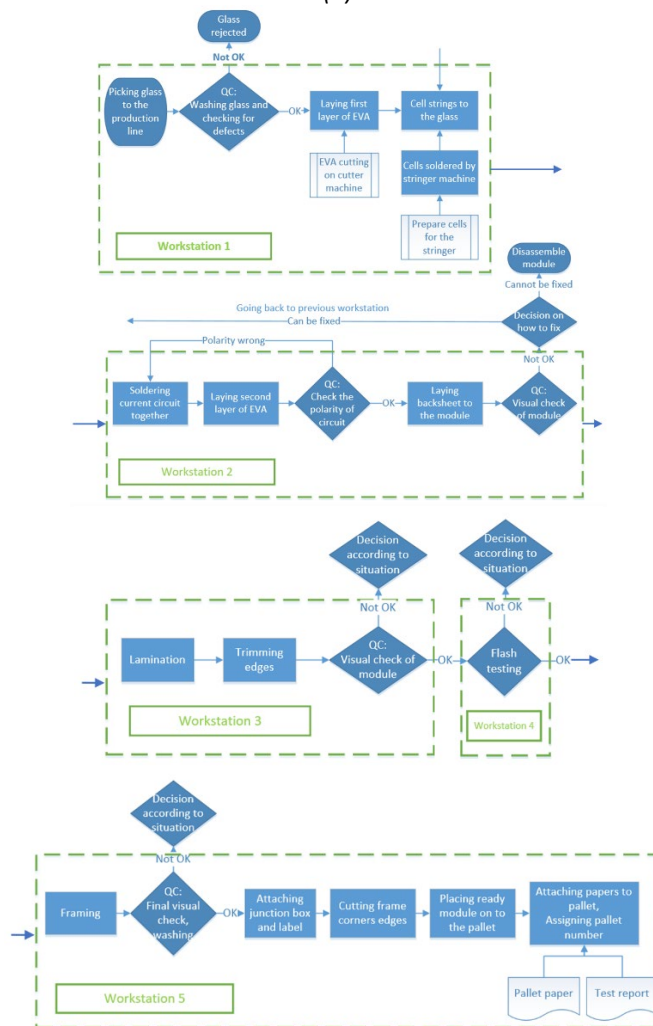 Glass
rejected
Not OK
Picking glass
to the
production
line
QC:
Washing glass and
checking for
defects
OK
Laying first
layer of EVA
Cell strings to
the glass
EVA cutting
on cutter
machine
Cells soldered by
stringer machine
Prepare cells
for the
stringer
Workstation 1
Disassemble
module
Cannot be fixed
Going back to previous workstation
Can be fixed
Decision on
how to fix
Polarity wrong
Not OK
Soldering
current circuit
together
Laying second
layer of EVA
QC:
Check the
polarity of
circuit
OK
Laying
backsheet to
the module
QC:
Visual check
of module
Workstation 2
Decision
according to
situation
Decision
according to
situation
Not OK
Not OK
Lamination
Trimming
edges
QC:
Visual check of
module
OK
Flash
testing
OK
Workstation 3
Workstation 4
Decision
according to
situation
Not OK
Framing
QC:
Final visual
check,
washing
OK
Attaching
junction box
and label
Cutting frame
corners edges
Placing ready
module on to
the pallet
Attaching papers to
pallet,
Assigning pallet
number
Pallet paper
Test report
Workstation 5